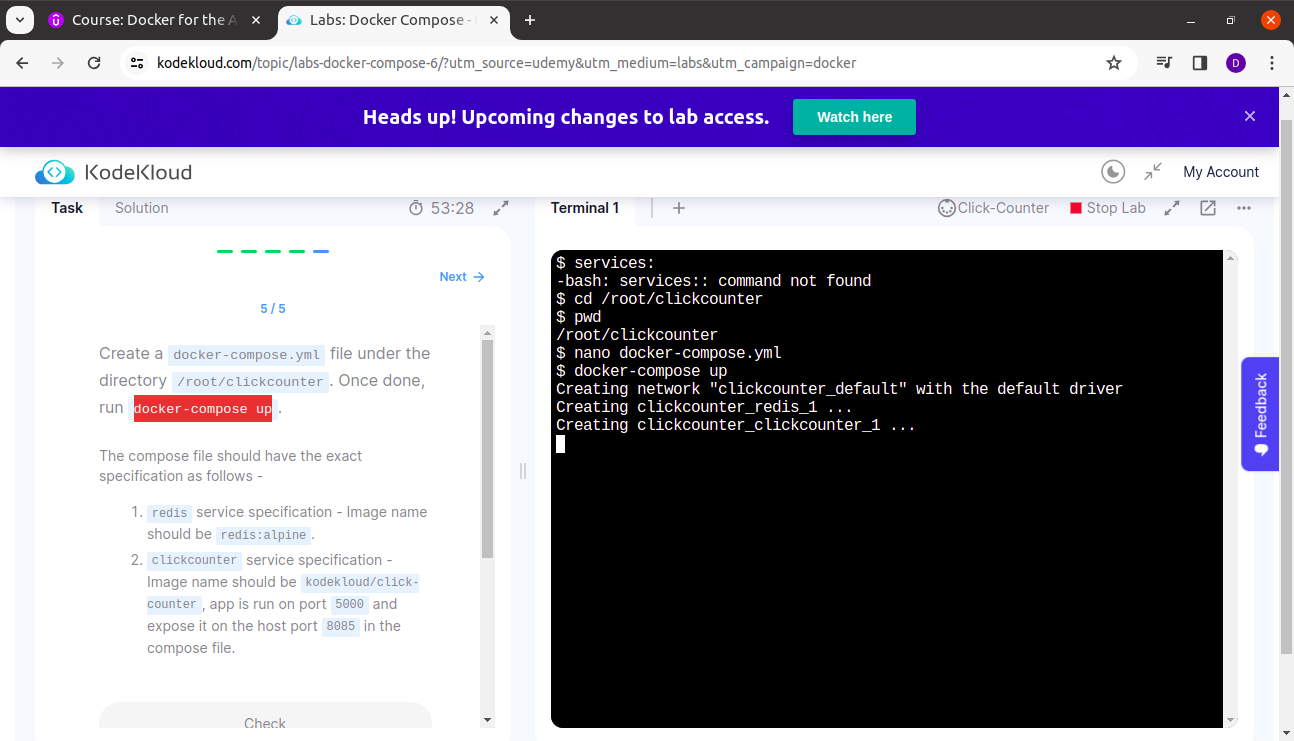 Course: Docker for the A
Labs: Docker Compose -
kodekloud.com/topic/labs-docker-compose-6/?utm_source=udemy&utm_medium=labs&utm_campaign=docker
D
Heads up! Upcoming changes to lab access.
Watch here
KodeKloud
My Account
Task
Solution
53:28
Terminal 1
Click-Counter
Stop Lab
Next
5 / 5
Create a docker-compose.yml file under the
directory /root/clickcounter. Once done,
run docker-compose up.
The compose file should have the exact
specification as follows -
1. redis service specification - Image name
should be redis:alpine.
2. clickcounter service specification -
Image name should be kodekloud/click-
counter, app is run on port 5000 and
expose it on the host port 8085 in the
compose file.
Check
$ services:
-bash: services:: command not found
$ cd /root/clickcounter
$ pwd
/root/clickcounter
$ nano docker-compose.yml
$ docker-compose up
Creating network "clickcounter_default" with the default driver
Creating clickcounter_redis_1 ...
Creating clickcounter_clickcounter_1 ...
Feedback